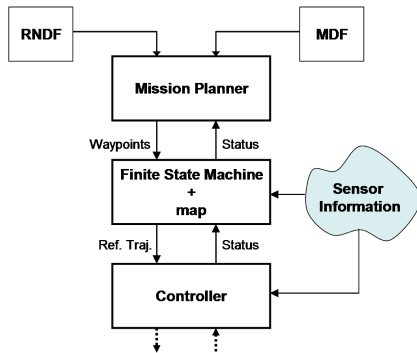 RNDF
MDF
Mission Planner
Waypoints
Status
Finite State Machine
+
map
Sensor
Information
Ref. Traj.
Status
Controller